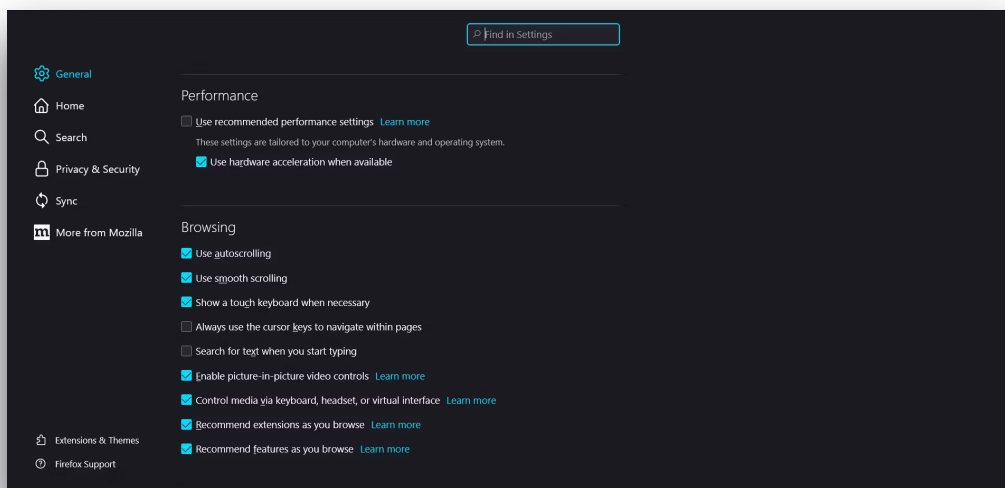 Find in Settings
General
Home
Search
Privacy & Security
Sync
More from Mozilla
Extensions & Themes
Firefox Support
Performance
Use recommended performance settings Learn more
These settings are tailored to your computer's hardware and operating system.
Use hardware acceleration when available
Browsing
Use autoscrolling
Use smooth scrolling
Show a touch keyboard when necessary
Always use the cursor keys to navigate within pages
Search for text when you start typing
Enable picture-in-picture video controls Learn more
Control media via keyboard, headset, or virtual interface Learn more
Recommend extensions as you browse Learn more
Recommend features as you browse Learn more